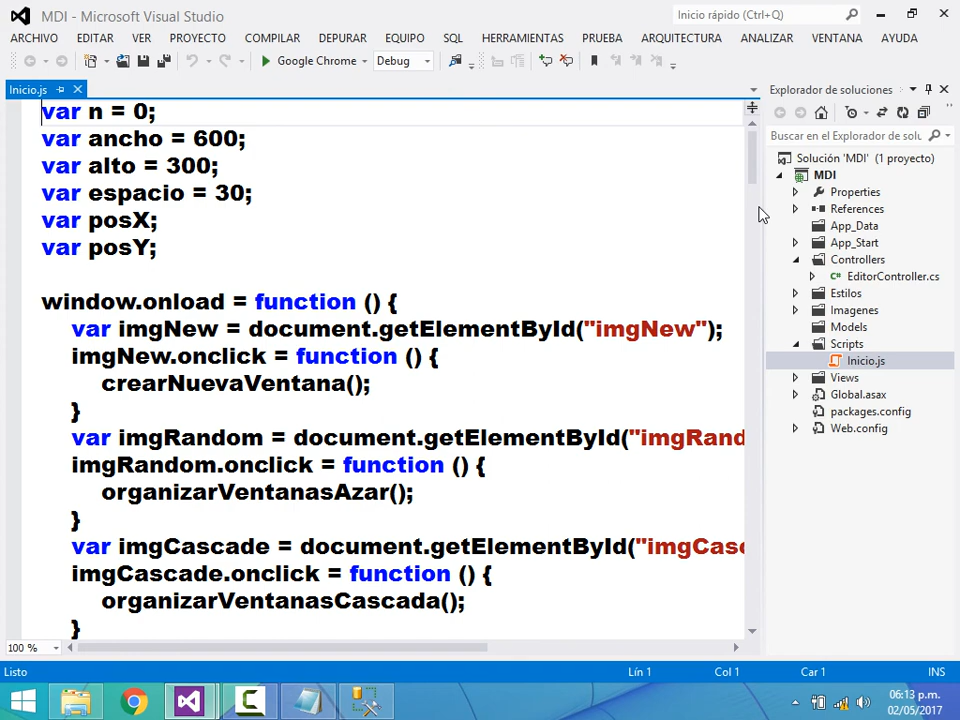 MDI - Microsoft Visual Studio
Inicio rápido (Ctrl+Q)
ARCHIVO EDITAR VER PROYECTO COMPILAR DEPURAR EQUIPO SQL HERRAMIENTAS PRUEBA ARQUITECTURA ANALIZAR VENTANA AYUDA
Google Chrome Debug
Inicio.js
Explorador de soluciones
Buscar en el Explorador de solu
var n = 0;
var ancho = 600;
var alto = 300;
var espacio = 30;
var posX;
var posY;
window.onload = function () {
var imgNew = document.getElementById("imgNew");
imgNew.onclick = function () {
crearNuevaVentana();
}
var imgRandom = document.getElementById("imgRand
imgRandom.onclick = function () {
organizarVentanasAzar();
}
var imgCascade = document.getElementById("imgCasc
imgCascade.onclick = function () {
organizarVentanasCascada();
}
Solución 'MDI' (1 proyecto)
MDI
Properties
References
App_Data
App_Start
Controllers
C# EditorController.cs
Estilos
Imagenes
Models
Scripts
Inicio.js
Views
Global.asax
packages.config
Web.config
100 %
Listo Lín 1 Col 1 Car 1 INS
06:13 p.m.
02/05/2017